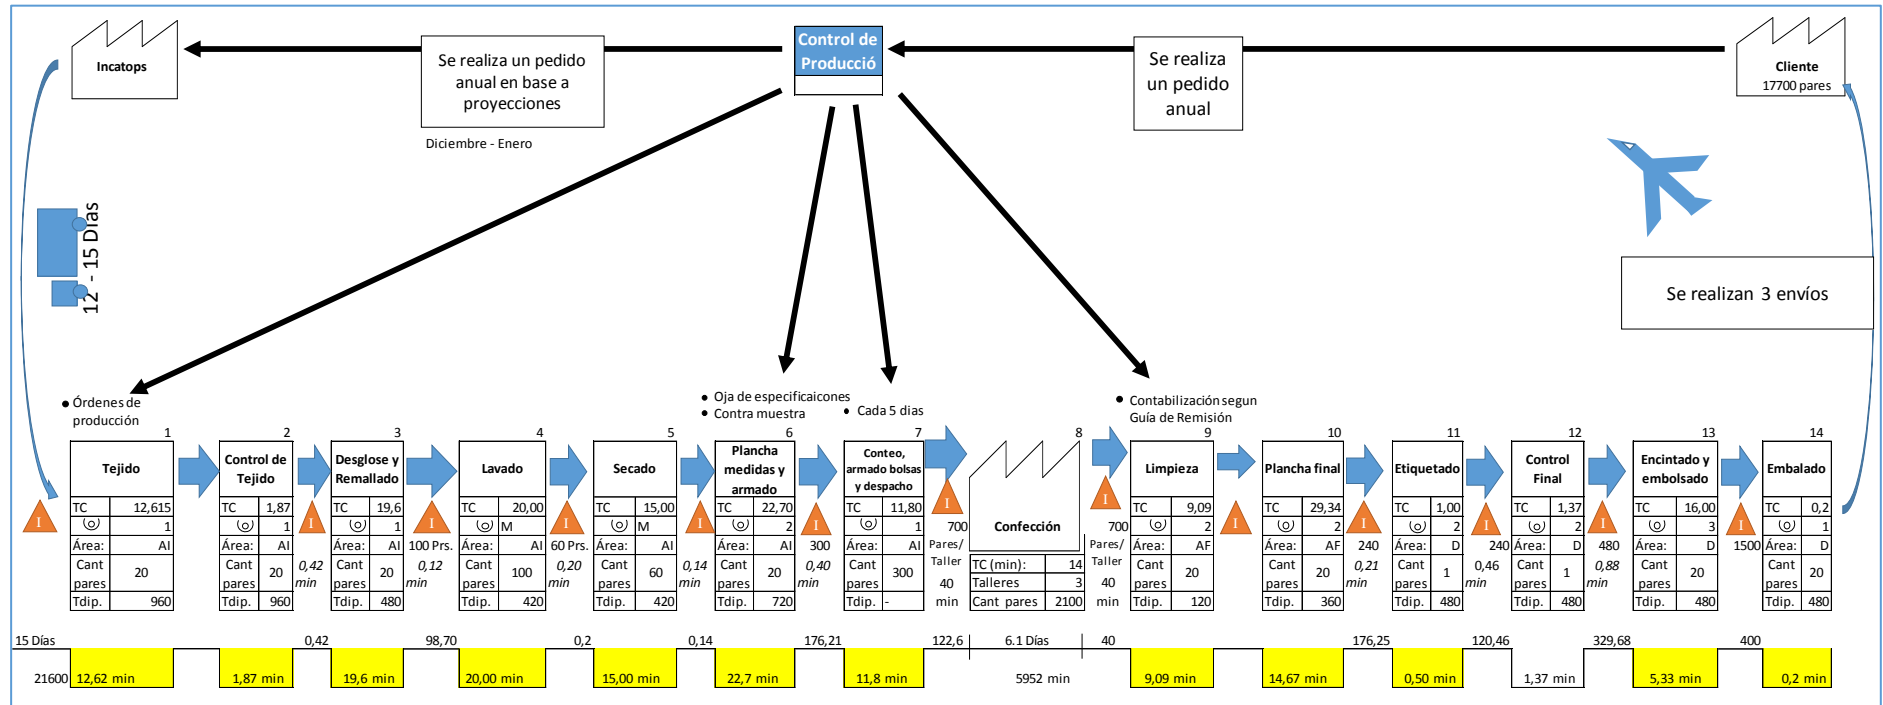 Incatops
Se realiza un pedido
anual en base a
proyecciones
Diciembre - Enero
Control de
Producció
Se realiza
un pedido
anual
Cliente
17700 pares
12 - 15 Días
Se realizan 3 envíos
• Órdenes de
producción
• Oja de especificaicones
• Contra muestra
• Cada 5 dias
• Contabilización segun
Guía de Remisión
1
Tejido
TC 12,615
1
Área: AI
Cant
pares 20
Tdip. 960
I
2
Control de
Tejido
TC 1,87
1
Área: AI
Cant
pares 20
Tdip. 960
I
0,42
min
3
Desglose y
Remallado
TC 19,6
1
Área: AI
Cant
pares 20
Tdip. 480
I
100 Prs.
0,12
min
4
Lavado
TC 20,00
M
Área: AI
Cant
pares 100
Tdip. 420
I
60 Prs.
0,20
min
5
Secado
TC 15,00
M
Área: AI
Cant
pares 60
Tdip. 420
I
0,14
min
6
Plancha
medidas y
armado
TC 22,70
2
Área: AI
Cant
pares 20
Tdip. 720
I
300
0,40
min
7
Conteo,
armado bolsas
y despacho
TC 11,80
1
Área: AI
Cant
pares 300
Tdip. -
I
700
Pares/
Taller
40
min
8
Confección
TC (min): 14
Talleres 3
Cant pares 2100
I
700
Pares/
Taller
40
min
9
Limpieza
TC 9,09
2
Área: AF
Cant
pares 20
Tdip. 120
I
10
Plancha final
TC 29,34
2
Área: AF
Cant
pares 20
Tdip. 360
I
240
0,21
min
11
Etiquetado
TC 1,00
2
Área: D
Cant
pares 1
Tdip. 480
I
240
0,46
min
12
Control
Final
TC 1,37
2
Área: D
Cant
pares 1
Tdip. 480
I
480
0,88
min
13
Encintado y
embolsado
TC 16,00
3
Área: D
Cant
pares 20
Tdip. 480
I
1500
14
Embalado
TC 0,2
1
Área: D
Cant
pares 20
Tdip. 480
15 Días 0,42 98,70 0,2 0,14 176,21 122,6 6.1 Días 40 176,25 120,46 329,68 400
21600 12,62 min 1,87 min 19,6 min 20,00 min 15,00 min 22,7 min 11,8 min 5952 min 9,09 min 14,67 min 0,50 min 1,37 min 5,33 min 0,2 min